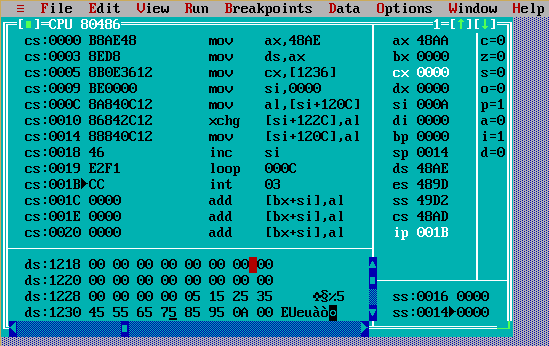 ≡ File Edit View Run Breakpoints Data Options Window Help
[■]=CPU 80486 1=[↑][↓]
cs:0000 B8AE48 mov ax,48AE ax 48AA c=0
cs:0003 8ED8 mov ds,ax bx 0000 z=0
cs:0005 8B0E3612 mov cx,[1236] cx 0000 s=0
cs:0009 BE0000 mov si,0000 dx 0000 o=0
cs:000C 8A840C12 mov al,[si+120C] si 000A p=1
cs:0010 86842C12 xchg [si+122C],al di 0000 a=0
cs:0014 88840C12 mov [si+120C],al bp 0000 i=1
cs:0018 46 inc si sp 0014 d=0
cs:0019 E2F1 loop 000C ds 48AE
cs:001B►CC int 03 es 489D
cs:001C 0000 add [bx+si],al ss 49D2
cs:001E 0000 add [bx+si],al cs 48AD
cs:0020 0000 add [bx+si],al ip 001B
ds:1218 00 00 00 00 00 00 00 00
ds:1220 00 00 00 00 00 00 00 00
ds:1228 00 00 00 00 05 15 25 35 ♣§%5 ss:0016 0000
ds:1230 45 55 65 75 85 95 0A 00 EUeuàò◙ ss:0014►0000